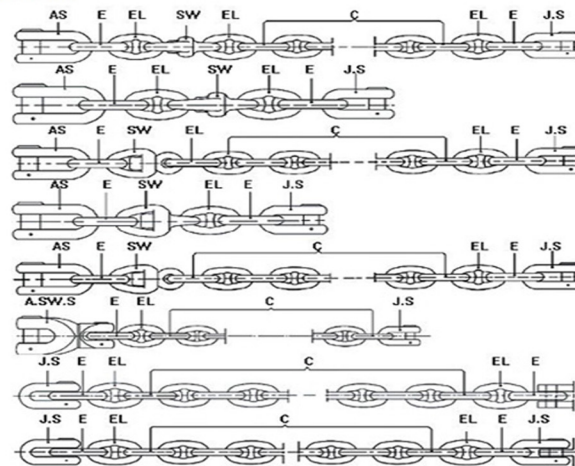 AS E EL SW EL C EL E J.S
AS E EL SW EL E J.S
AS E SW EL C EL E J.S
AS E SW EL E J.S
AS E SW C EL E J.S
A.SW.S E EL C J.S
J.S E EL C EL E
J.S E EL C EL E J.S